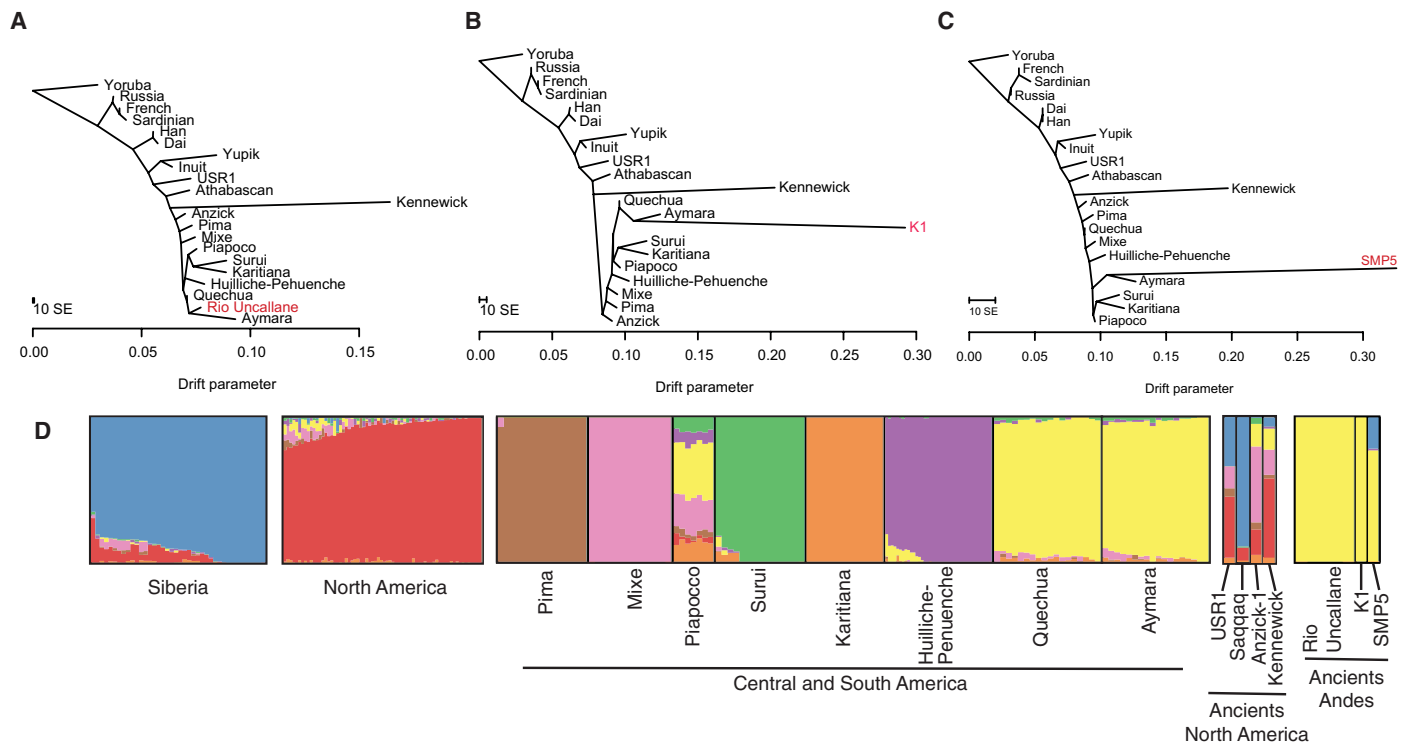 A
Yoruba
Russia
French
Sardinian
Han
Dai
Yupik
Inuit
USR1
Athabascan
Kennewick
Anzick
Pima
Mixe
Piapoco
Surui
Karitiana
Huilliche-Pehuenche
Quechua
Rio Uncallane
Aymara
10 SE
0.00 0.05 0.10 0.15
Drift parameter
B
Yoruba
Russia
French
Sardinian
Han
Dai
Yupik
Inuit
USR1
Athabascan
Kennewick
Quechua
Aymara
K1
Surui
Karitiana
Piapoco
Huilliche-Pehuenche
Mixe
Pima
Anzick
10 SE
0.00 0.05 0.10 0.15 0.20 0.25 0.30
Drift parameter
C
Yoruba
French
Sardinian
Russia
Dai
Han
Yupik
Inuit
USR1
Athabascan
Kennewick
Anzick
Pima
Quechua
Mixe
Huilliche-Pehuenche
SMP5
Aymara
Surui
Karitiana
Piapoco
10 SE
0.00 0.05 0.10 0.15 0.20 0.25 0.30
Drift parameter
D
Siberia
North America
Pima
Mixe
Piapocco
Surui
Karitiana
Huilliche-
Penuenche
Quechua
Aymara
Central and South America
USR1
Saqqaq
Anzick-1
Kennewick
Ancients
North America
Rio
Uncallane
K1
SMP5
Ancients
Andes